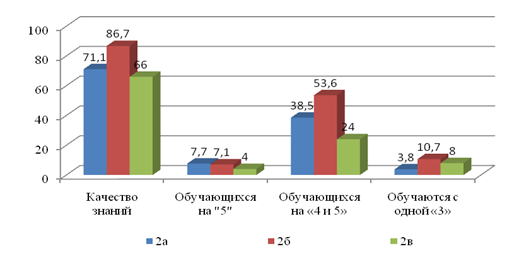 100
80
60
40
20
0
71,1
86,7
66
7,7
7,1
4
38,5
53,6
24
3,8
10,7
8
Качество
знаний
Обучающихся
на "5"
Обучающихся
на «4 и 5»
Обучаются с
одной «3»
2а
2б
2в